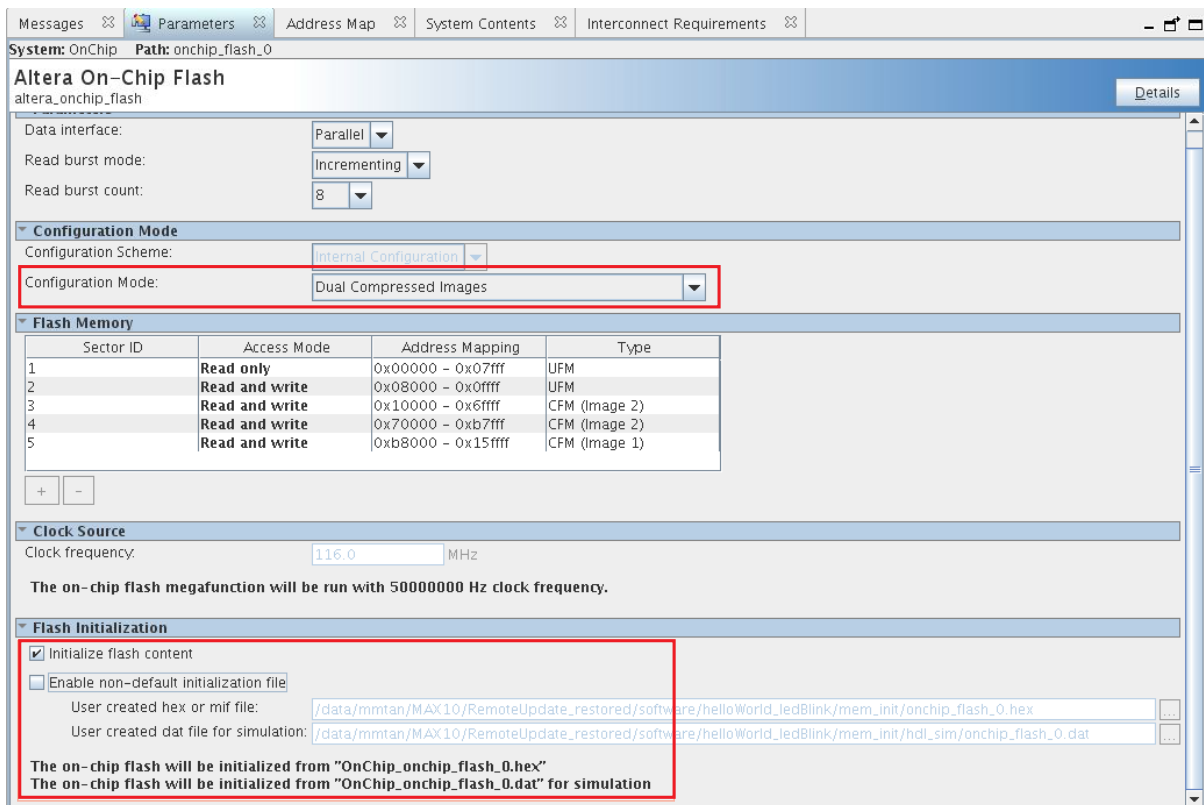 Messages Parameters Address Map System Contents Interconnect Requirements
System: OnChip Path: onchip_flash_0
Altera On-Chip Flash
altera_onchip_flash
Details
Parameters
Data interface: Parallel
Read burst mode: Incrementing
Read burst count: 8
Configuration Mode
Configuration Scheme: Internal Configuration
Configuration Mode: Dual Compressed Images
Flash Memory
Sector ID Access Mode Address Mapping Type
1 Read only 0x00000 - 0x07fff UFM
2 Read and write 0x08000 - 0x0ffff UFM
3 Read and write 0x10000 - 0x6ffff CFM (Image 2)
4 Read and write 0x70000 - 0xb7fff CFM (Image 2)
5 Read and write 0xb8000 - 0x15ffff CFM (Image 1)
+ -
Clock Source
Clock frequency: 116.0 MHz
The on-chip flash megafunction will be run with 50000000 Hz clock frequency.
Flash Initialization
Initialize flash content
Enable non-default initialization file
User created hex or mif file: /data/mmtan/MAX10/RemoteUpdate_restored/software/helloWorld_ledBlink/mem_init/onchip_flash_0.hex ...
User created dat file for simulation: /data/mmtan/MAX10/RemoteUpdate_restored/software/helloWorld_ledBlink/mem_init/hdl_sim/onchip_flash_0.dat ...
The on-chip flash will be initialized from "OnChip_onchip_flash_0.hex"
The on-chip flash will be initialized from "OnChip_onchip_flash_0.dat" for simulation